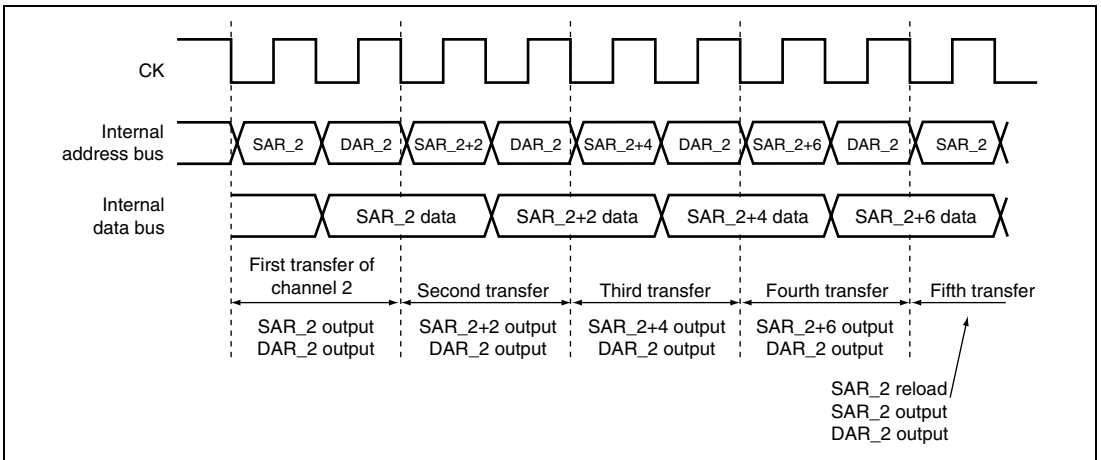 CK
Internal
address bus
SAR_2 DAR_2 SAR_2+2 DAR_2 SAR_2+4 DAR_2 SAR_2+6 DAR_2 SAR_2
Internal
data bus
SAR_2 data SAR_2+2 data SAR_2+4 data SAR_2+6 data
First transfer of
channel 2
Second transfer
Third transfer
Fourth transfer
Fifth transfer
SAR_2 output
DAR_2 output
SAR_2+2 output
DAR_2 output
SAR_2+4 output
DAR_2 output
SAR_2+6 output
DAR_2 output
SAR_2 reload
SAR_2 output
DAR_2 output